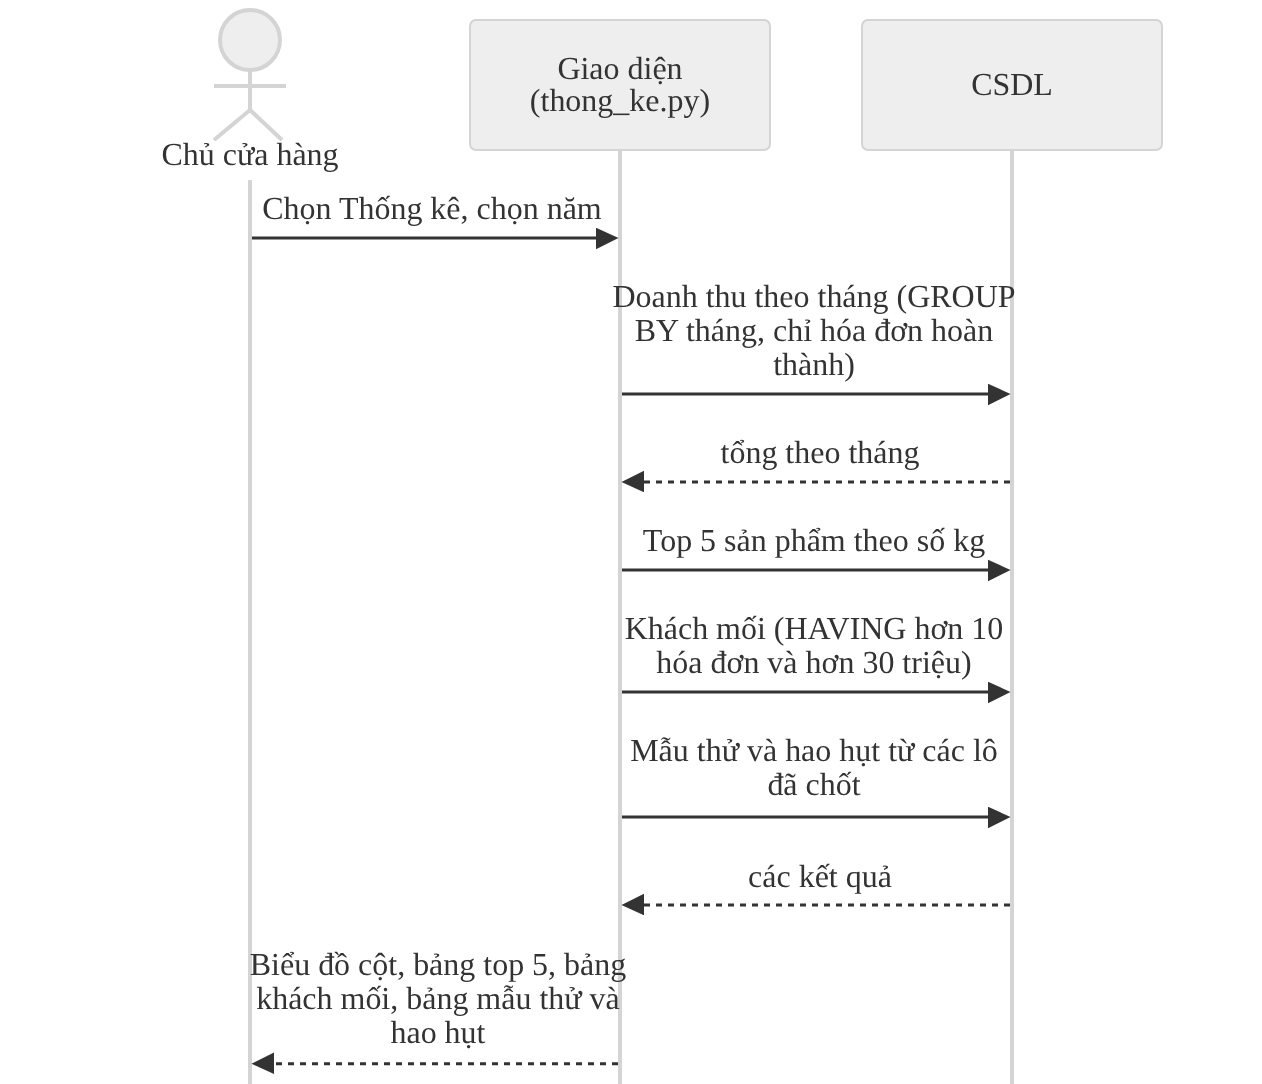 Giao diện
(thong_ke.py)
CSDL
Chủ cửa hàng
Chọn Thống kê, chọn năm
Doanh thu theo tháng (GROUP
BY tháng, chỉ hóa đơn hoàn
thành)
tổng theo tháng
Top 5 sản phẩm theo số kg
Khách mối (HAVING hơn 10
hóa đơn và hơn 30 triệu)
Mẫu thử và hao hụt từ các lô
đã chốt
các kết quả
Biểu đồ cột, bảng top 5, bảng
khách mối, bảng mẫu thử và
hao hụt